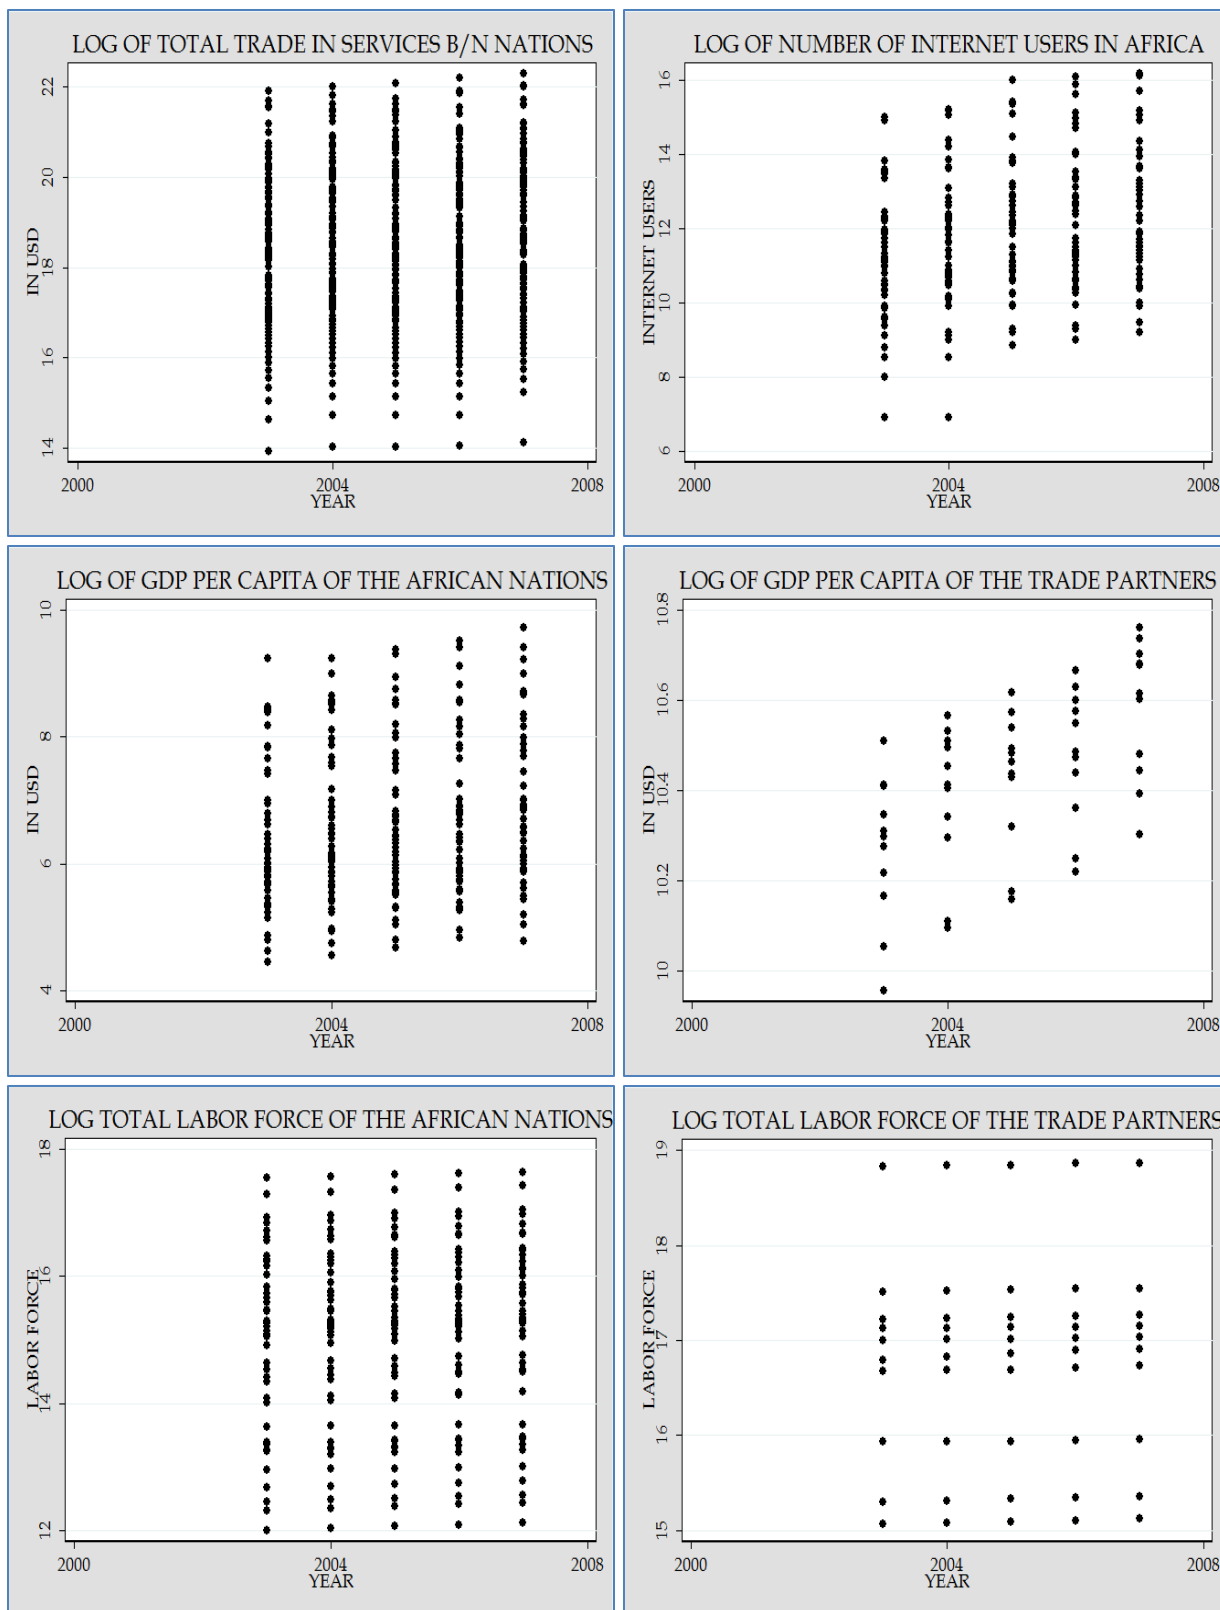 LOG OF TOTAL TRADE IN SERVICES B/N NATIONS
IN USD
22
20
18
16
14
2000
2004
2008
YEAR
LOG OF NUMBER OF INTERNET USERS IN AFRICA
INTERNET USERS
16
14
12
10
8
6
2000
2004
2008
YEAR
LOG OF GDP PER CAPITA OF THE AFRICAN NATIONS
IN USD
10
8
6
4
2000
2004
2008
YEAR
LOG OF GDP PER CAPITA OF THE TRADE PARTNERS
IN USD
10.8
10.6
10.4
10.2
10
2000
2004
2008
YEAR
LOG TOTAL LABOR FORCE OF THE AFRICAN NATIONS
LABOR FORCE
18
16
14
12
2000
2004
2008
YEAR
LOG TOTAL LABOR FORCE OF THE TRADE PARTNERS
LABOR FORCE
19
18
17
16
15
2000
2004
2008
YEAR